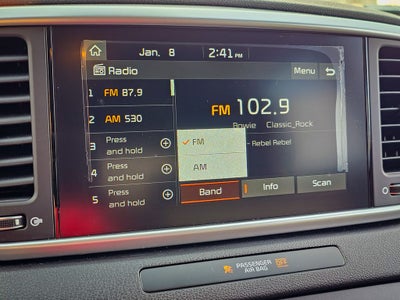 Jan. 8 2:41 PM
Radio Menu
1 FM 87.9
2 AM 530
3 Press and hold
4 Press and hold
5 Press and hold
FM 102.9
Bowie Classic_Rock
- Rebel Rebel
FM
AM
Band Info Scan
PASSENGER
AIR BAG
OFF